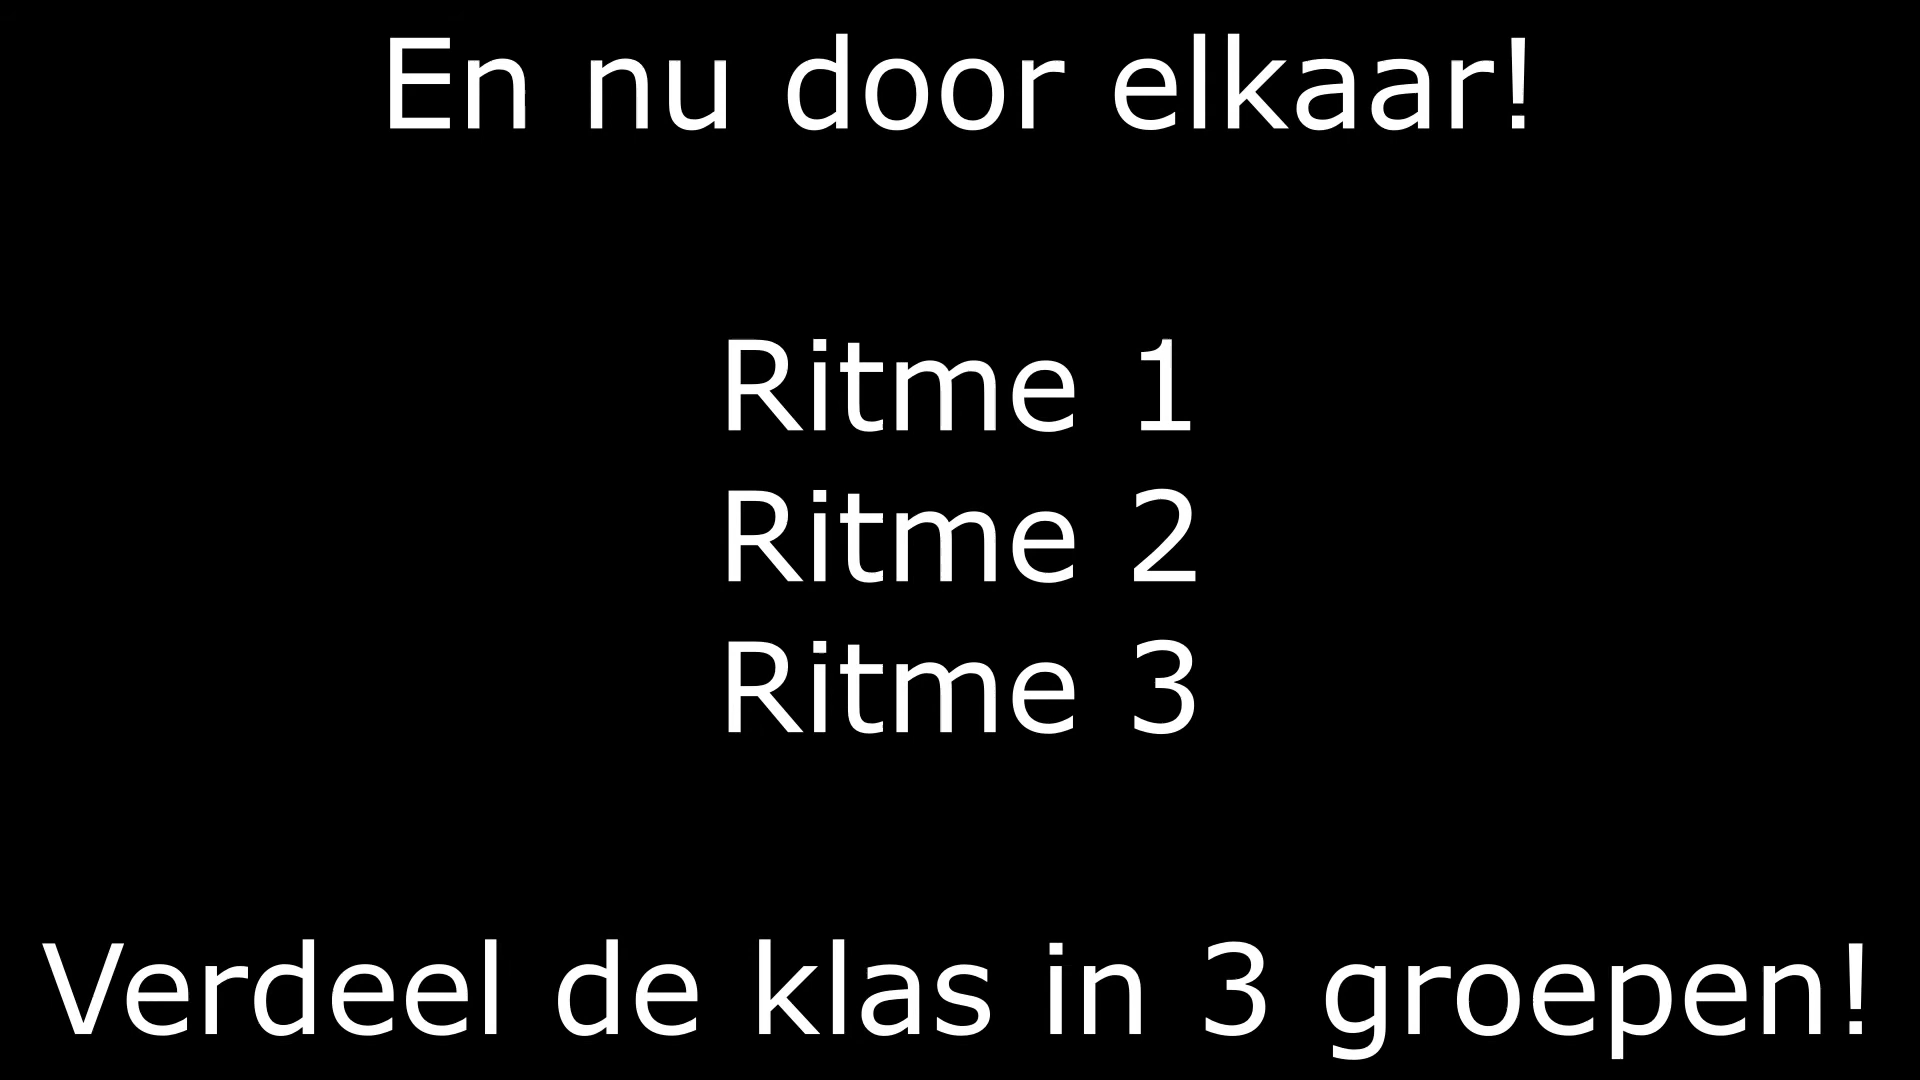 En nu door elkaar!
Ritme 1
Ritme 2
Ritme 3
Verdeel de klas in 3 groepen!